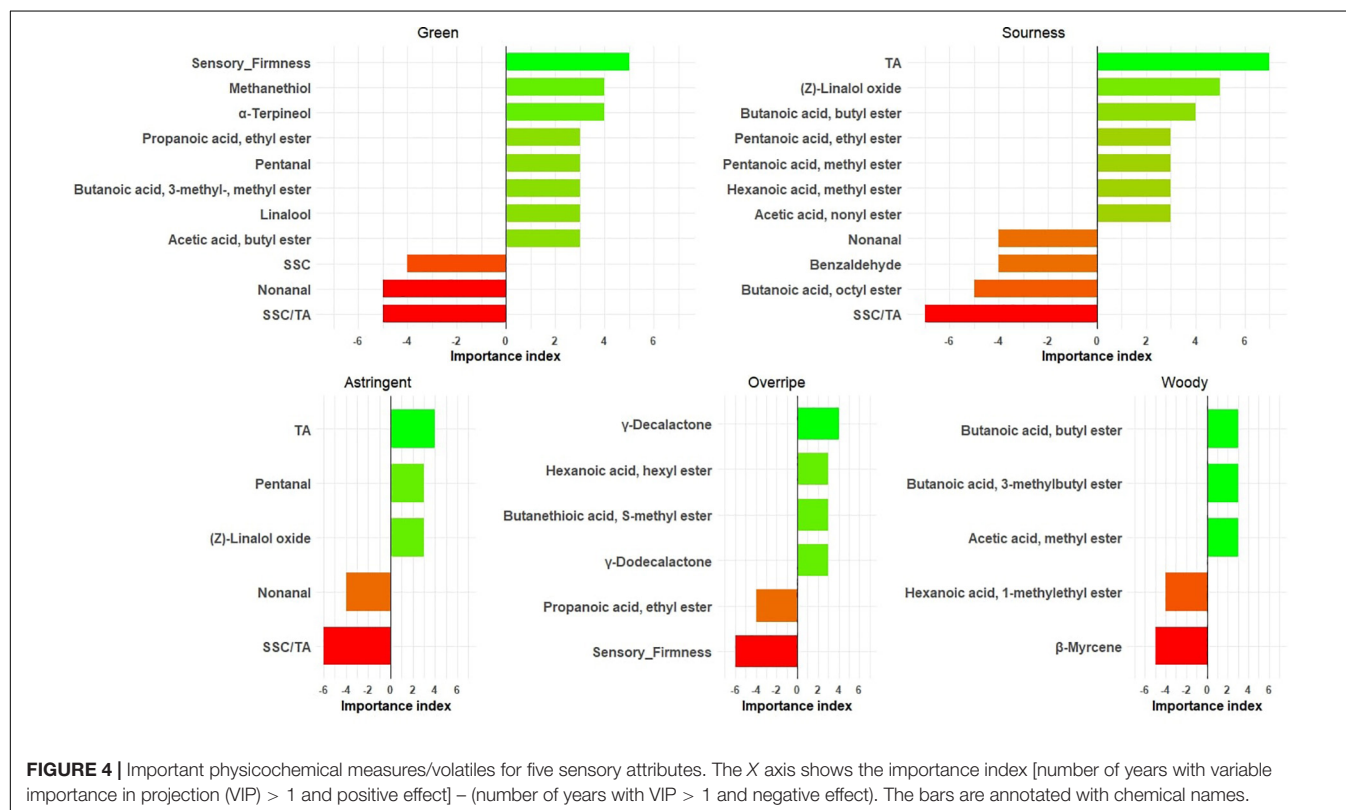 Green
Sensory_Firmness
Methanethiol
α-Terpineol
Propanoic acid, ethyl ester
Pentanal
Butanoic acid, 3-methyl-, methyl ester
Linalool
Acetic acid, butyl ester
SSC
Nonanal
SSC/TA
-6 -4 -2 0 2 4 6
Importance index
Sourness
TA
(Z)-Linalol oxide
Butanoic acid, butyl ester
Pentanoic acid, ethyl ester
Pentanoic acid, methyl ester
Hexanoic acid, methyl ester
Acetic acid, nonyl ester
Nonanal
Benzaldehyde
Butanoic acid, octyl ester
SSC/TA
-6 -4 -2 0 2 4 6
Importance index
Astringent
TA
Pentanal
(Z)-Linalol oxide
Nonanal
SSC/TA
-6 -4 -2 0 2 4 6
Importance index
Overripe
γ-Decalactone
Hexanoic acid, hexyl ester
Butanethioic acid, S-methyl ester
γ-Dodecalactone
Propanoic acid, ethyl ester
Sensory_Firmness
-6 -4 -2 0 2 4 6
Importance index
Woody
Butanoic acid, butyl ester
Butanoic acid, 3-methylbutyl ester
Acetic acid, methyl ester
Hexanoic acid, 1-methylethyl ester
β-Myrcene
-6 -4 -2 0 2 4 6
Importance index
FIGURE 4 | Important physicochemical measures/volatiles for five sensory attributes. The X axis shows the importance index [number of years with variable
importance in projection (VIP) > 1 and positive effect] – (number of years with VIP > 1 and negative effect). The bars are annotated with chemical names.